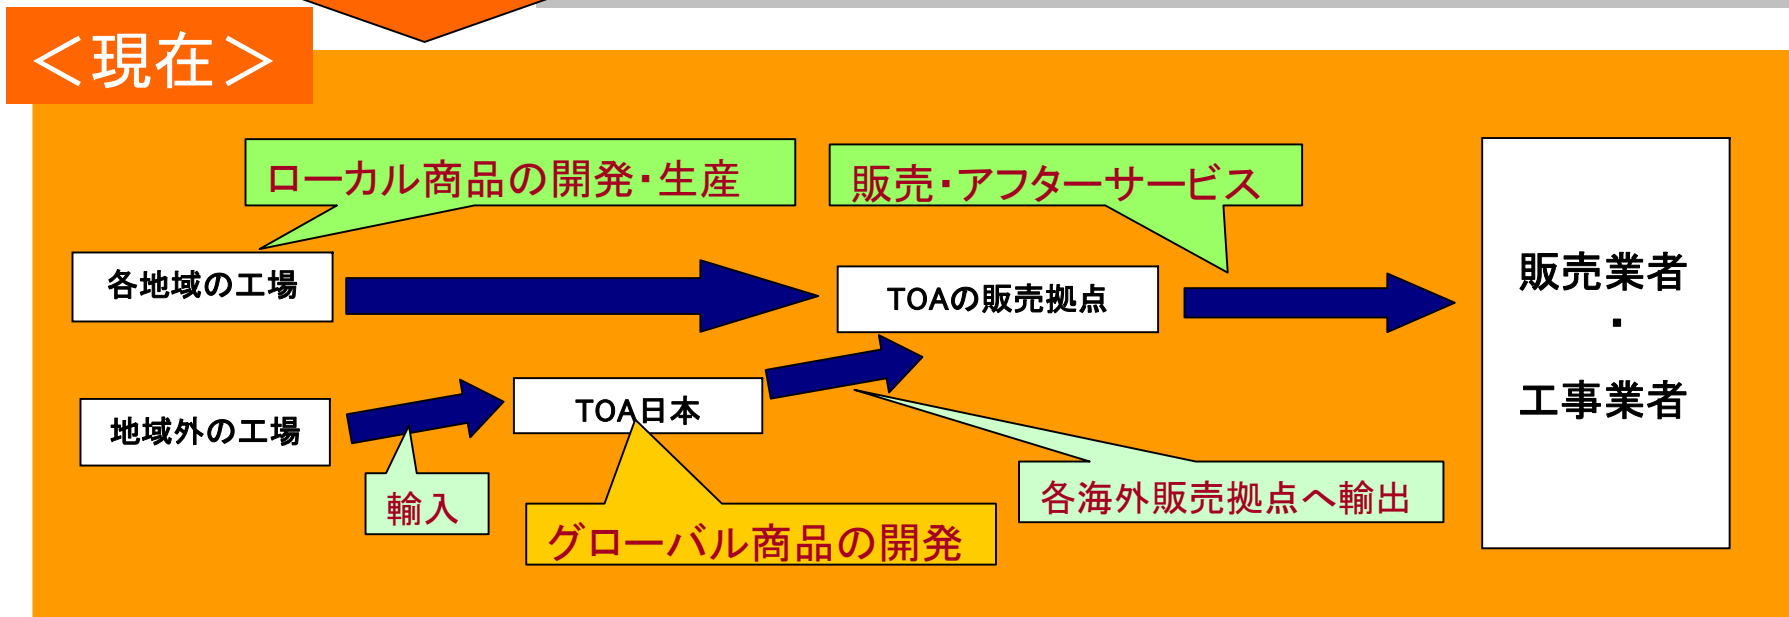 ＜現在＞
ローカル商品の開発・生産
販売・アフターサービス
各地域の工場
TOAの販売拠点
販売業者
・
工事業者
地域外の工場
TOA日本
輸入
各海外販売拠点へ輸出
グローバル商品の開発